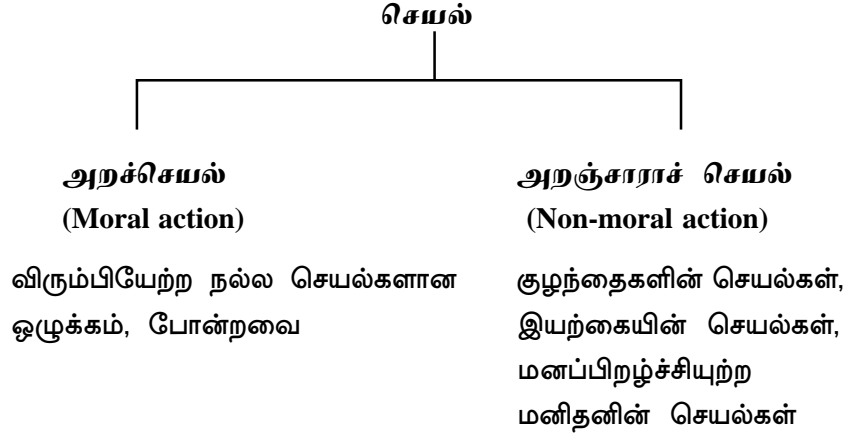 செயல்
அறச்செயல்
(Moral action)
விரும்பியேற்ற நல்ல செயல்களான
ஒழுக்கம், போன்றவை
அறஞ்சாராச் செயல்
(Non-moral action)
குழந்தைகளின் செயல்கள்,
இயற்கையின் செயல்கள்,
மனப்பிறழ்ச்சியுற்ற
மனிதனின் செயல்கள்